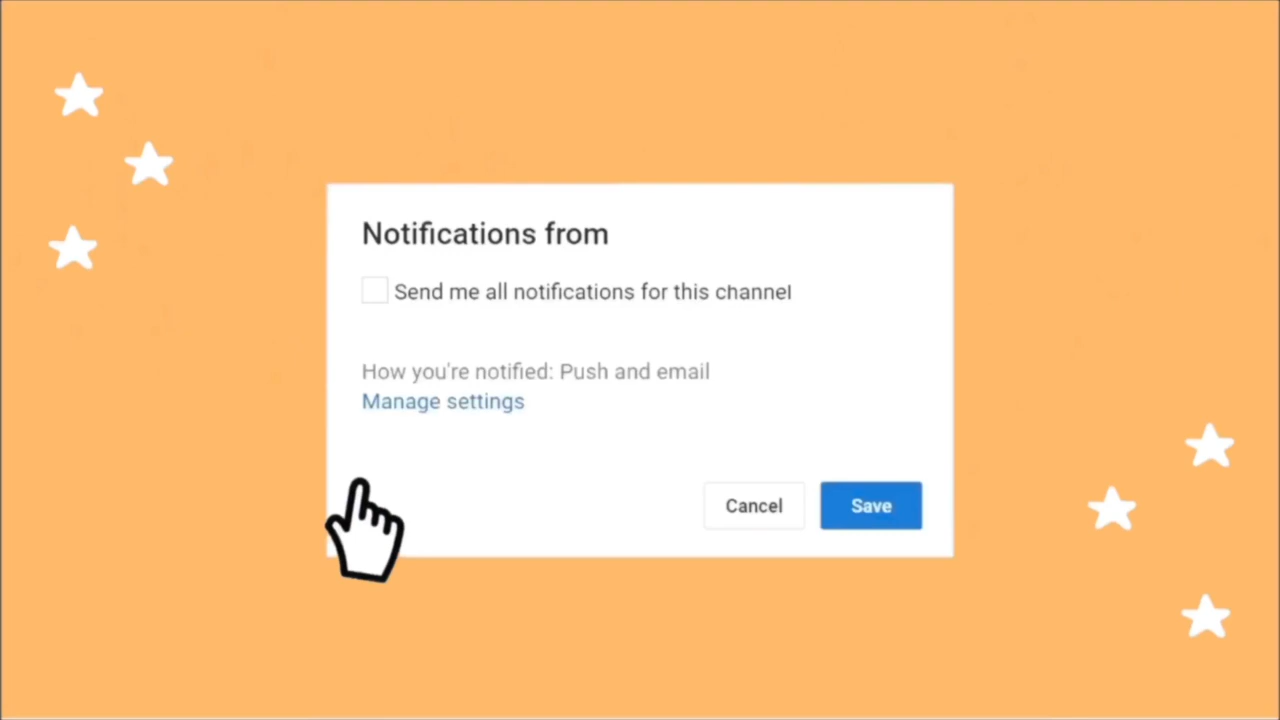 Notifications from
Send me all notifications for this channel
How you're notified: Push and email
Manage settings
Cancel
Save